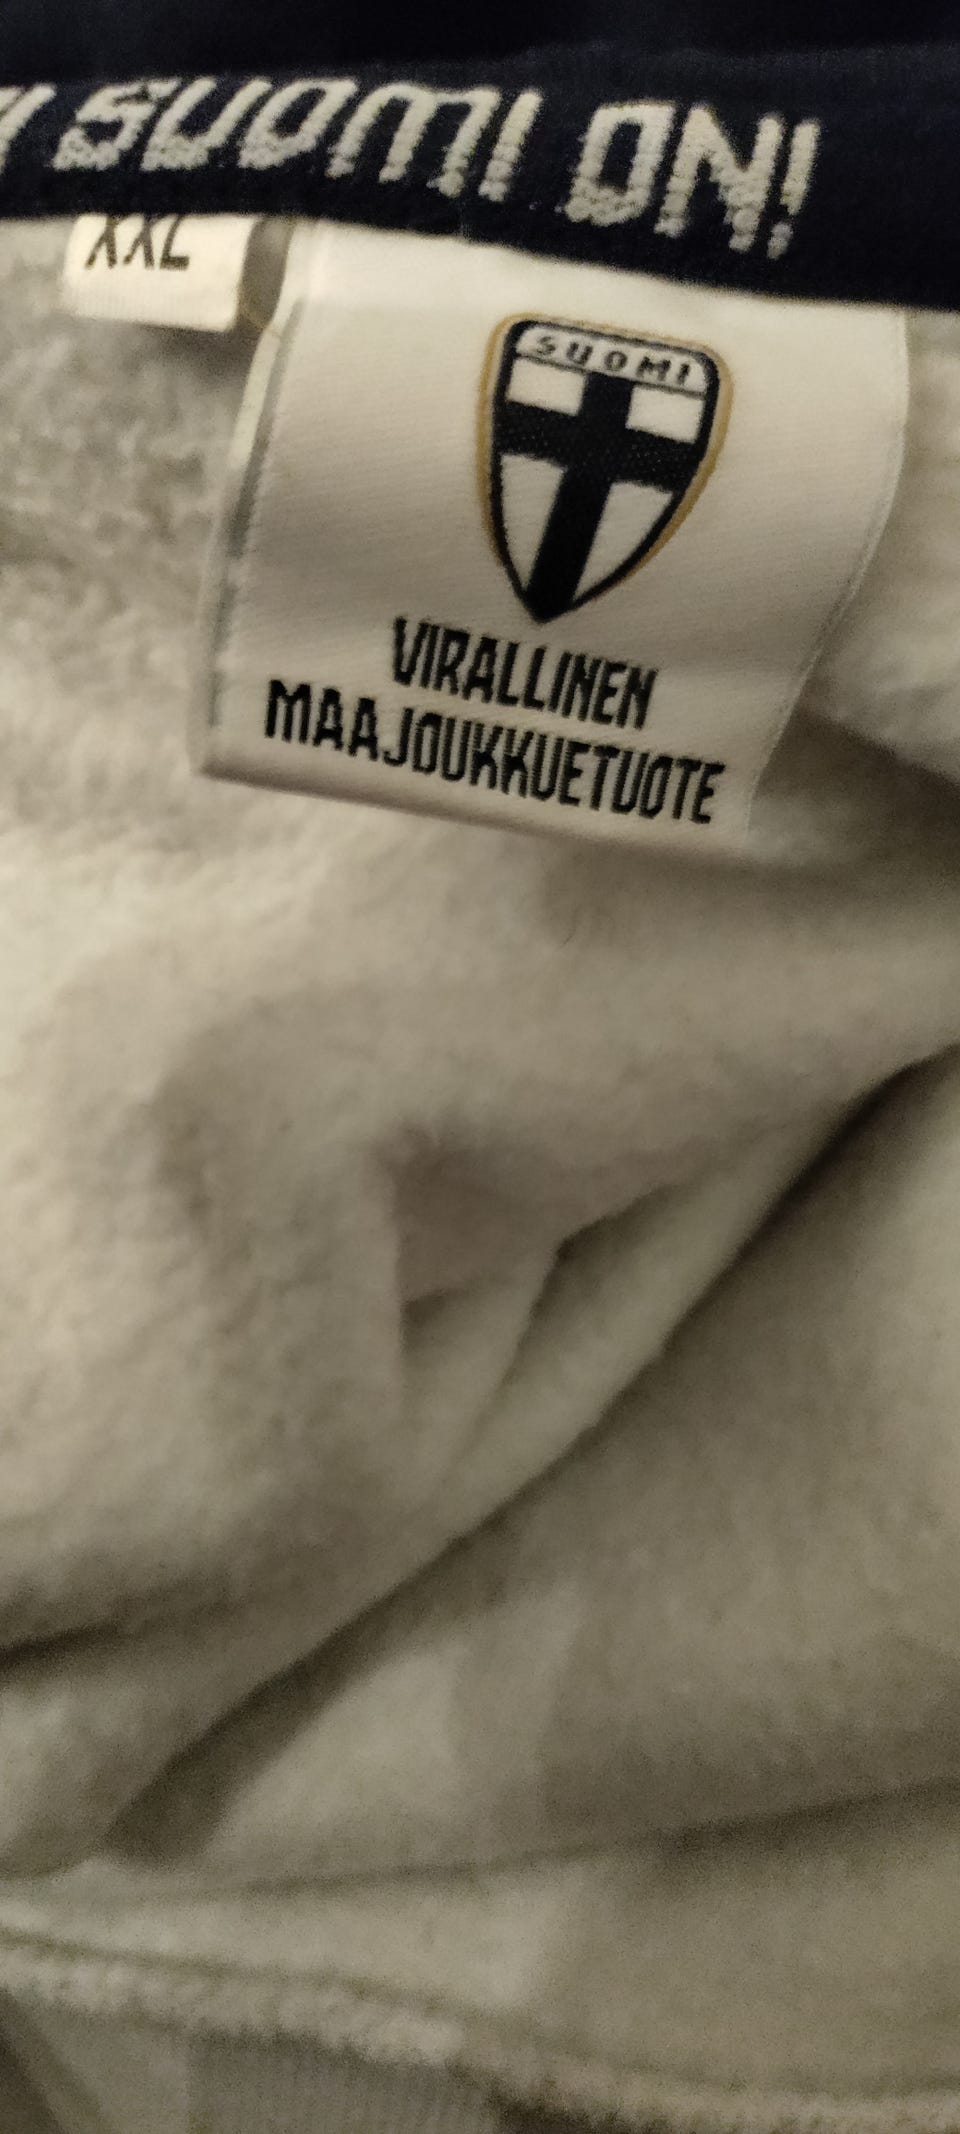 SUOMI ON!
XXL
SUOMI
VIRALLINEN
MAAJOUKKUETUOTE